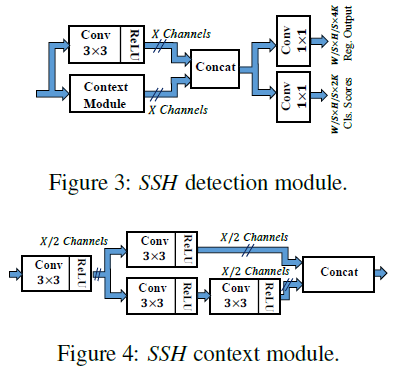 Conv
3×3
ReLU
X Channels
Context
Module
X Channels
Concat
Conv
1×1
W/S×H/S×4K
Reg. Output
Conv
1×1
W/S×H/S×2K
Cls. Scores
Figure 3: SSH detection module.
X/2 Channels
Conv
3×3
ReLU
Conv
3×3
ReLU
X/2 Channels
Conv
3×3
ReLU
X/2 Channels
Conv
3×3
ReLU
Concat
Figure 4: SSH context module.